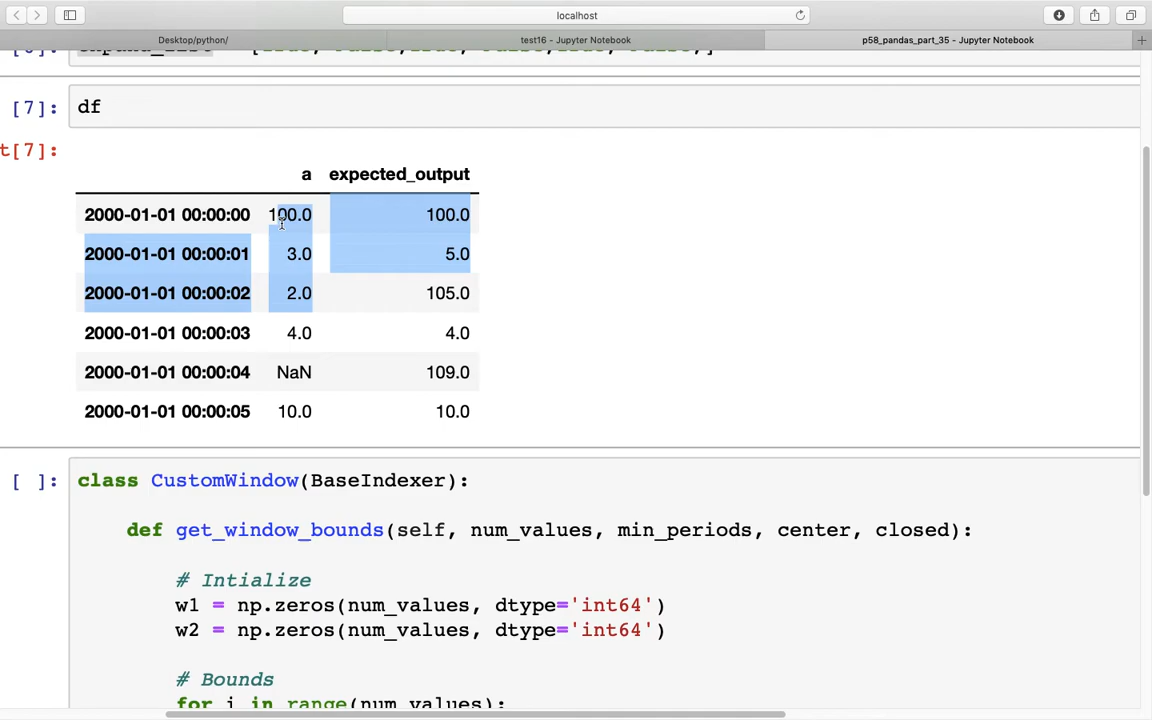 localhost
Desktop/python/ test16 - Jupyter Notebook p58_pandas_part_35 - Jupyter Notebook
[7]: df
t[7]:
a expected_output
2000-01-01 00:00:00 100.0 100.0
2000-01-01 00:00:01 3.0 5.0
2000-01-01 00:00:02 2.0 105.0
2000-01-01 00:00:03 4.0 4.0
2000-01-01 00:00:04 NaN 109.0
2000-01-01 00:00:05 10.0 10.0
[ ]: class CustomWindow(BaseIndexer):
def get_window_bounds(self, num_values, min_periods, center, closed):
# Intialize
w1 = np.zeros(num_values, dtype='int64')
w2 = np.zeros(num_values, dtype='int64')
# Bounds
for i in range(num_values):